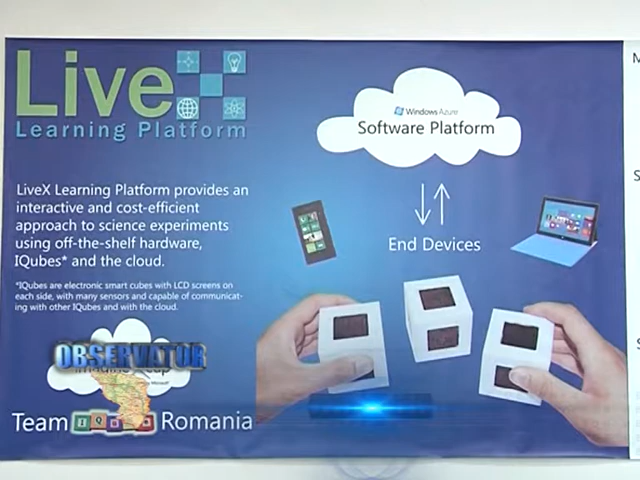 LiveX
Learning Platform
LiveX Learning Platform provides an
interactive and cost-efficient
approach to science experiments
using off-the-shelf hardware,
IQubes* and the cloud.
*IQubes are electronic smart cubes with LCD screens on
each side, with many sensors and capable of communicat-
ing with other IQubes and with the cloud.
OBSERVATOR
Team IQ Romania
Windows Azure
Software Platform
End Devices
M
S
S